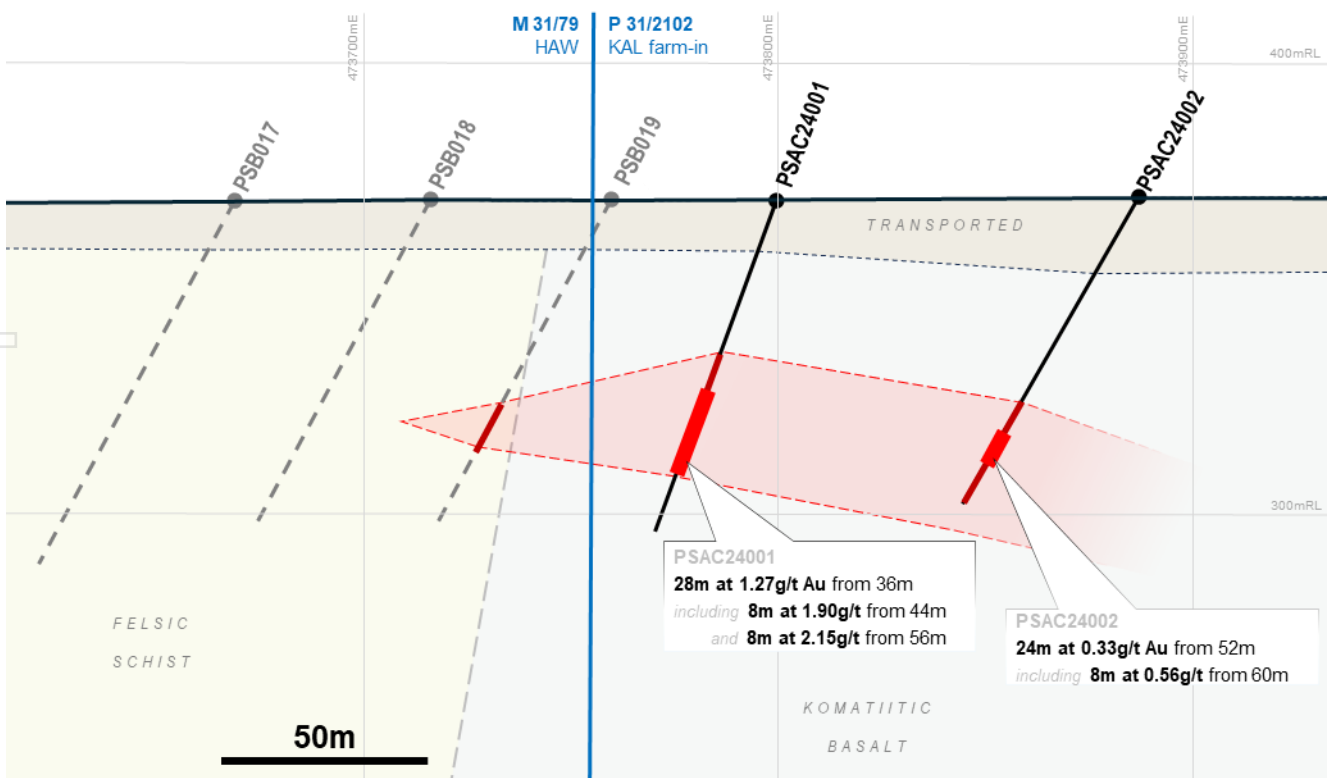 M 31/79
HAW
P 31/2102
KAL farm-in
473700mE
473800mE
473900mE
400mRL
PSB017
PSB018
PSB019
PSAC24001
PSAC24002
TRANSPORTED
300mRL
PSAC24001
28m at 1.27g/t Au from 36m
including 8m at 1.90g/t from 44m
and 8m at 2.15g/t from 56m
PSAC24002
24m at 0.33g/t Au from 52m
including 8m at 0.56g/t from 60m
FELSIC
SCHIST
KOMATIITIC
BASALT
50m